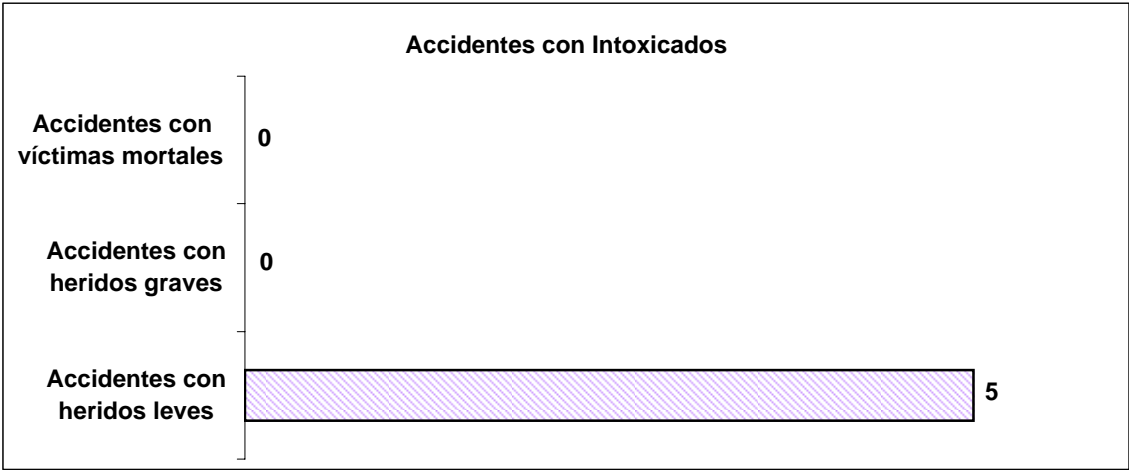 Accidentes con Intoxicados
Accidentes con
víctimas mortales
0
Accidentes con
heridos graves
0
Accidentes con
heridos leves
5